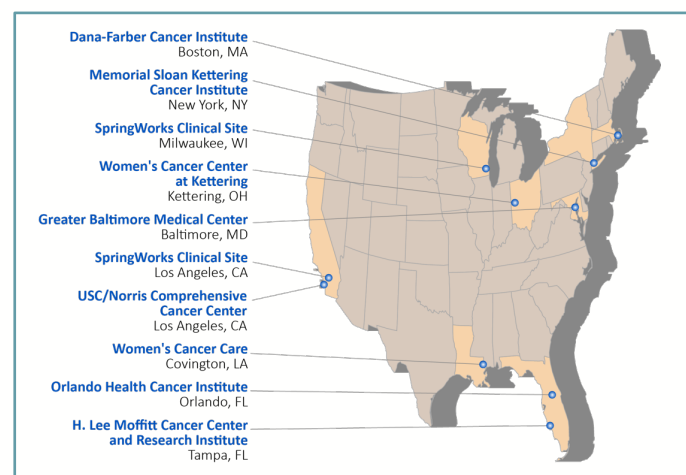 Dana-Farber Cancer Institute
Boston, MA
Memorial Sloan Kettering
Cancer Institute
New York, NY
SpringWorks Clinical Site
Milwaukee, WI
Women's Cancer Center
at Kettering
Kettering, OH
Greater Baltimore Medical Center
Baltimore, MD
SpringWorks Clinical Site
Los Angeles, CA
USC/Norris Comprehensive
Cancer Center
Los Angeles, CA
Women's Cancer Care
Covington, LA
Orlando Health Cancer Institute
Orlando, FL
H. Lee Moffitt Cancer Center
and Research Institute
Tampa, FL